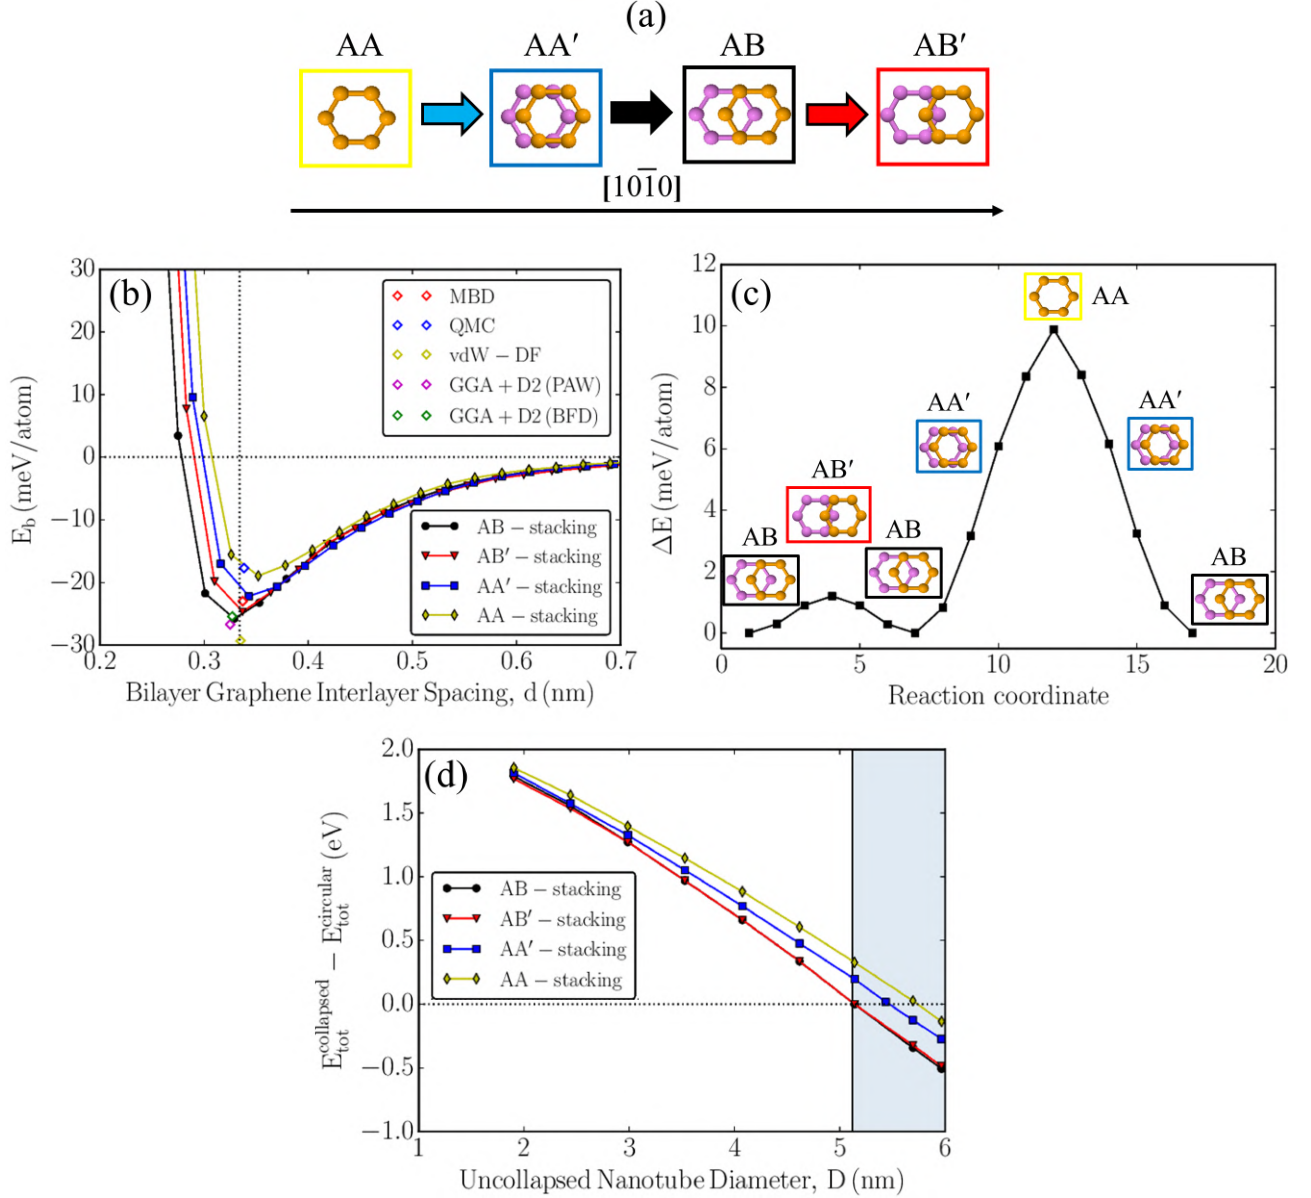 (a)
AA
AA′
AB
AB′
[10$\overline{1}$0]
(b)
E_b (meV/atom)
30
20
10
0
−10
−20
−30
0.2
0.3
0.4
0.5
0.6
0.7
Bilayer Graphene Interlayer Spacing, d (nm)
MBD
QMC
vdW − DF
GGA + D2 (PAW)
GGA + D2 (BFD)
AB − stacking
AB′ − stacking
AA′ − stacking
AA − stacking
(c)
ΔE (meV/atom)
12
10
8
6
4
2
0
0
5
10
15
20
Reaction coordinate
AA
AA′
AA′
AB′
AB
AB
AB
(d)
E_tot^collapsed − E_tot^circular (eV)
2.0
1.5
1.0
0.5
0.0
−0.5
−1.0
1
2
3
4
5
6
Uncollapsed Nanotube Diameter, D (nm)
AB − stacking
AB′ − stacking
AA′ − stacking
AA − stacking